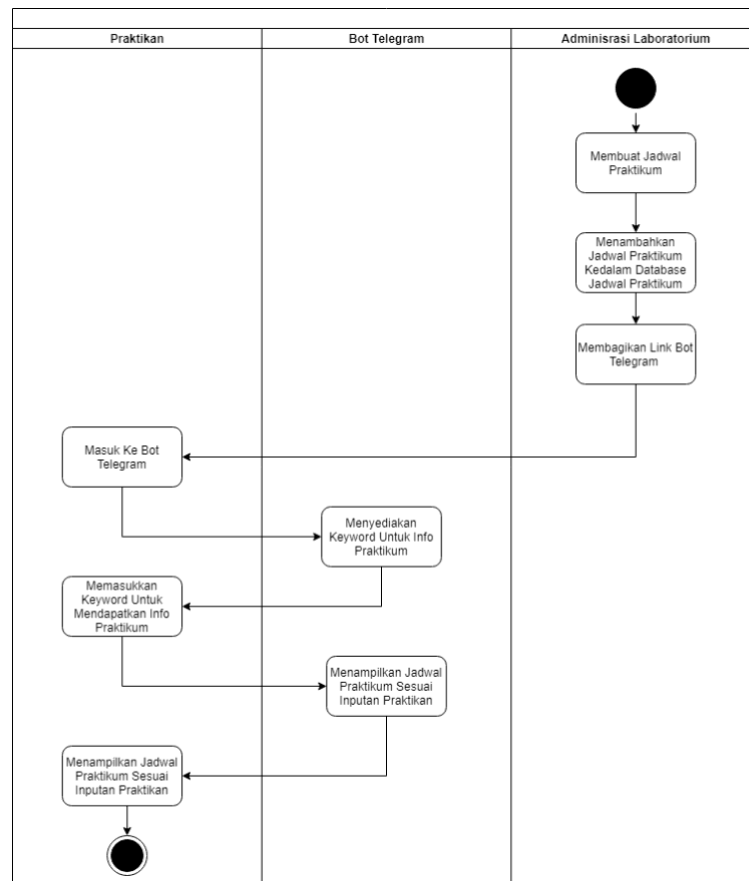 Praktikan
Bot Telegram
Adminisrasi Laboratorium
Membuat Jadwal
Praktikum
Menambahkan
Jadwal Praktikum
Kedalam Database
Jadwal Praktikum
Membagikan Link Bot
Telegram
Masuk Ke Bot
Telegram
Menyediakan
Keyword Untuk Info
Praktikum
Memasukkan
Keyword Untuk
Mendapatkan Info
Praktikum
Menampilkan Jadwal
Praktikum Sesuai
Inputan Praktikan
Menampilkan Jadwal
Praktikum Sesuai
Inputan Praktikan